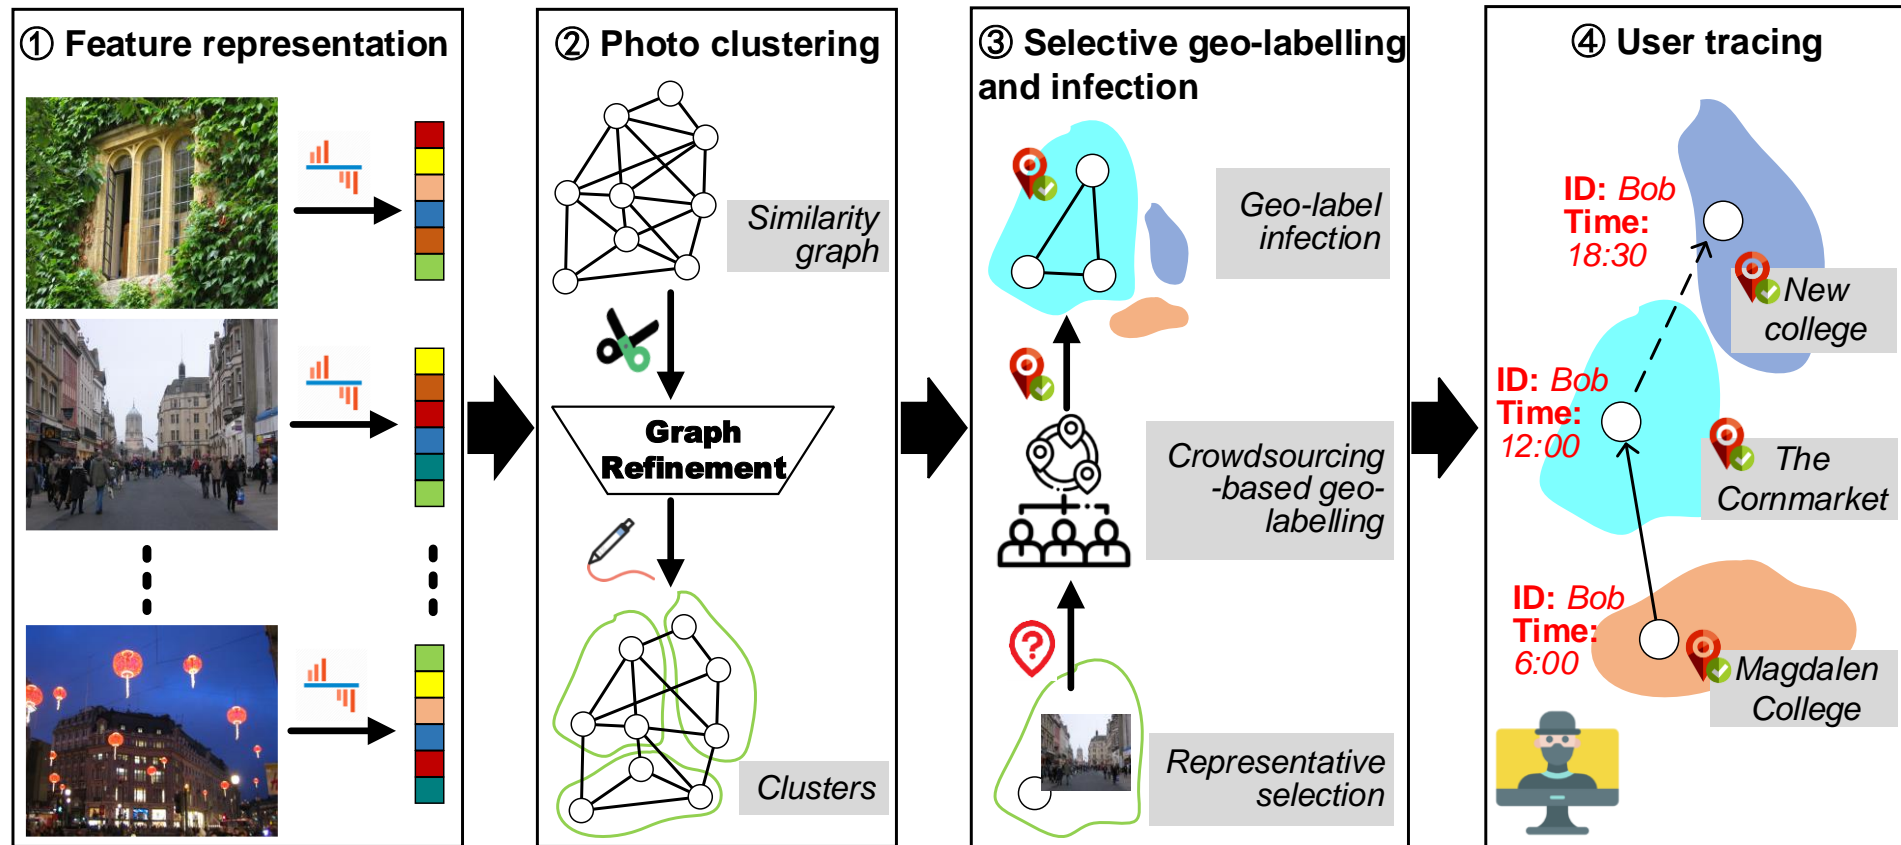 ① Feature representation
② Photo clustering
Similarity
graph
Graph
Refinement
Clusters
③ Selective geo-labelling
and infection
Geo-label
infection
Crowdsourcing
-based geo-
labelling
?
Representative
selection
④ User tracing
ID: Bob
Time:
18:30
New
college
ID: Bob
Time:
12:00
The
Cornmarket
ID: Bob
Time:
6:00
Magdalen
College